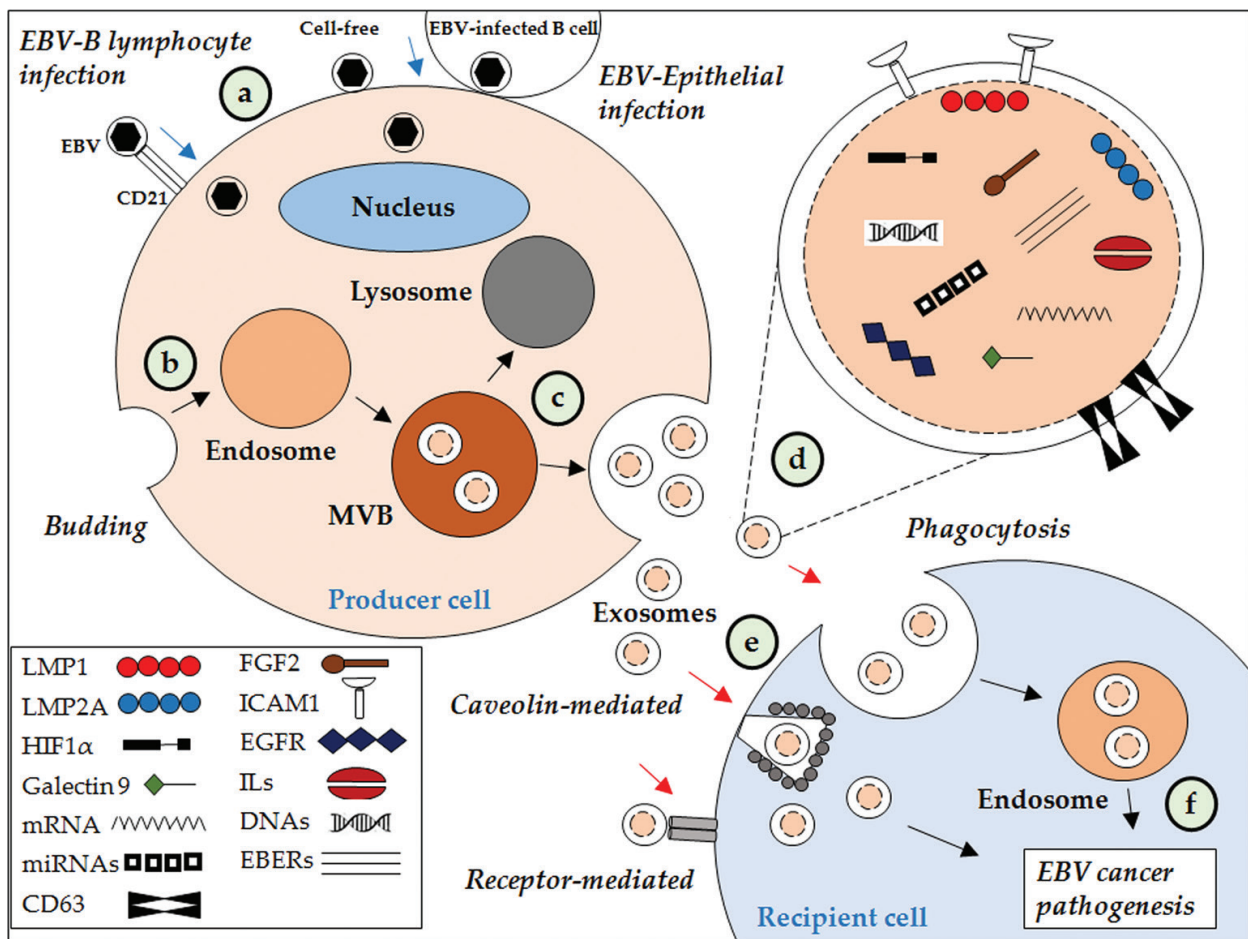 EBV-B lymphocyte
infection
a
Cell-free
EBV-infected B cell
EBV-Epithelial
infection
EBV
CD21
Nucleus
Lysosome
b
Endosome
c
MVB
Budding
Producer cell
d
Exosomes
Phagocytosis
e
Caveolin-mediated
Receptor-mediated
Endosome
f
EBV cancer
pathogenesis
Recipient cell
LMP1
LMP2A
HIF1α
Galectin 9
mRNA
miRNAs
CD63
FGF2
ICAM1
EGFR
ILs
DNAs
EBERs